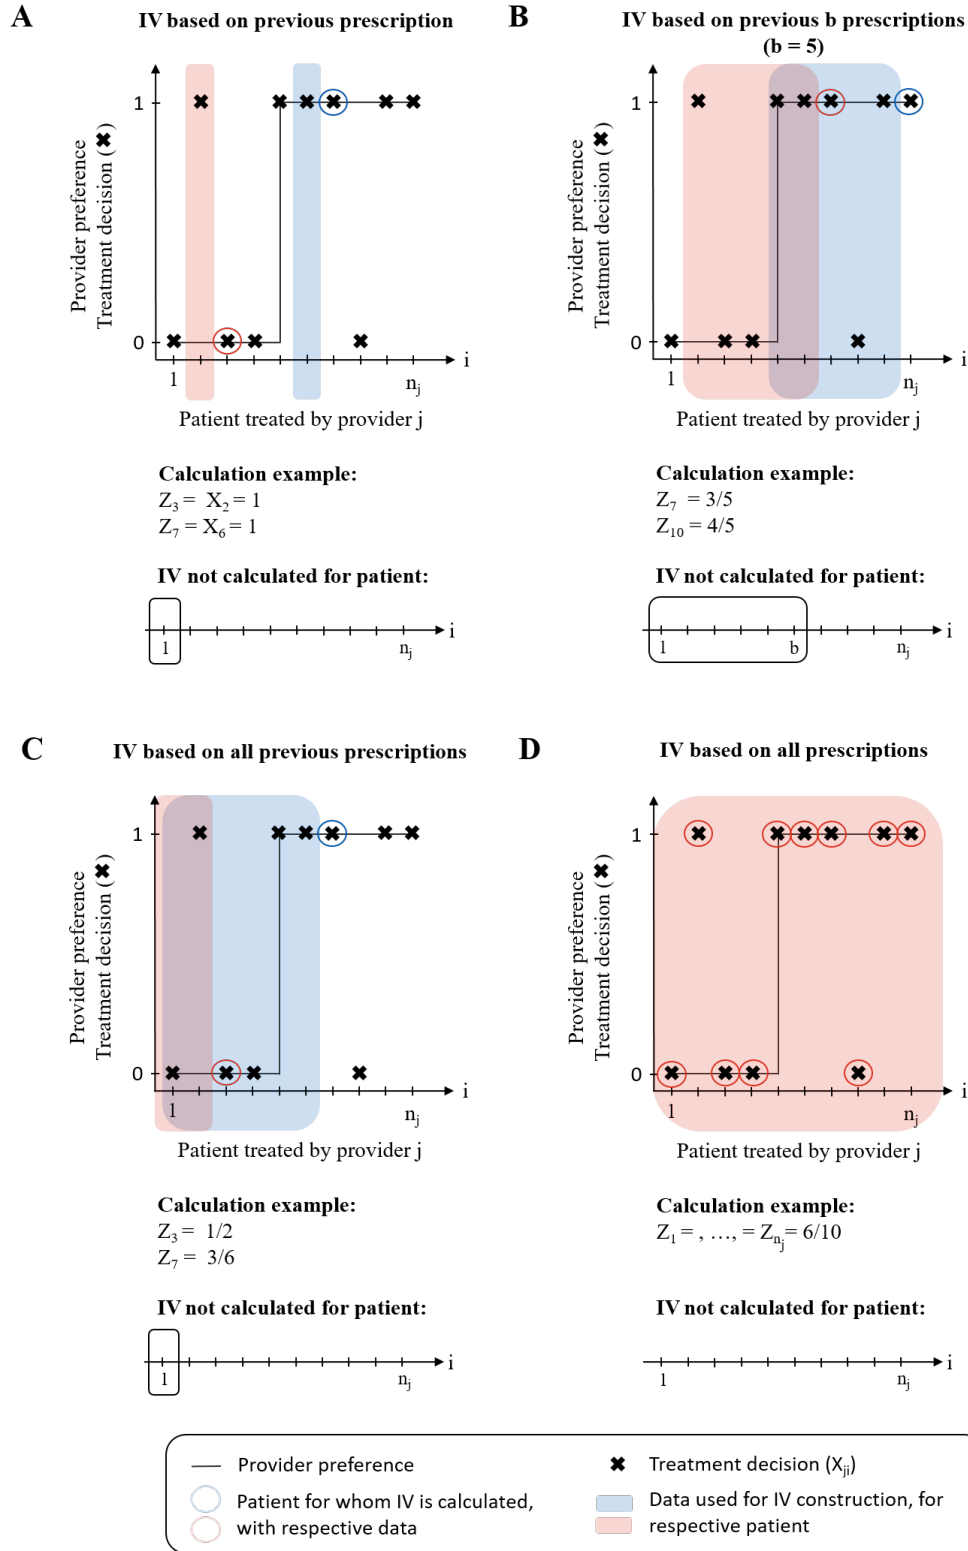 A
IV based on previous prescription
Provider preference
Treatment decision (✖)
1
0
1
nj
i
Patient treated by provider j
Calculation example:
Z3 = X2 = 1
Z7 = X6 = 1
IV not calculated for patient:
1
nj
i
B
IV based on previous b prescriptions
(b = 5)
Provider preference
Treatment decision (✖)
1
0
1
nj
i
Patient treated by provider j
Calculation example:
Z7 = 3/5
Z10 = 4/5
IV not calculated for patient:
1
b
nj
i
C
IV based on all previous prescriptions
Provider preference
Treatment decision (✖)
1
0
1
nj
i
Patient treated by provider j
Calculation example:
Z3 = 1/2
Z7 = 3/6
IV not calculated for patient:
1
nj
i
D
IV based on all prescriptions
Provider preference
Treatment decision (✖)
1
0
1
nj
i
Patient treated by provider j
Calculation example:
Z1 = , …, = Znj = 6/10
IV not calculated for patient:
1
nj
i
Provider preference
Patient for whom IV is calculated,
with respective data
Treatment decision (Xji)
Data used for IV construction, for
respective patient